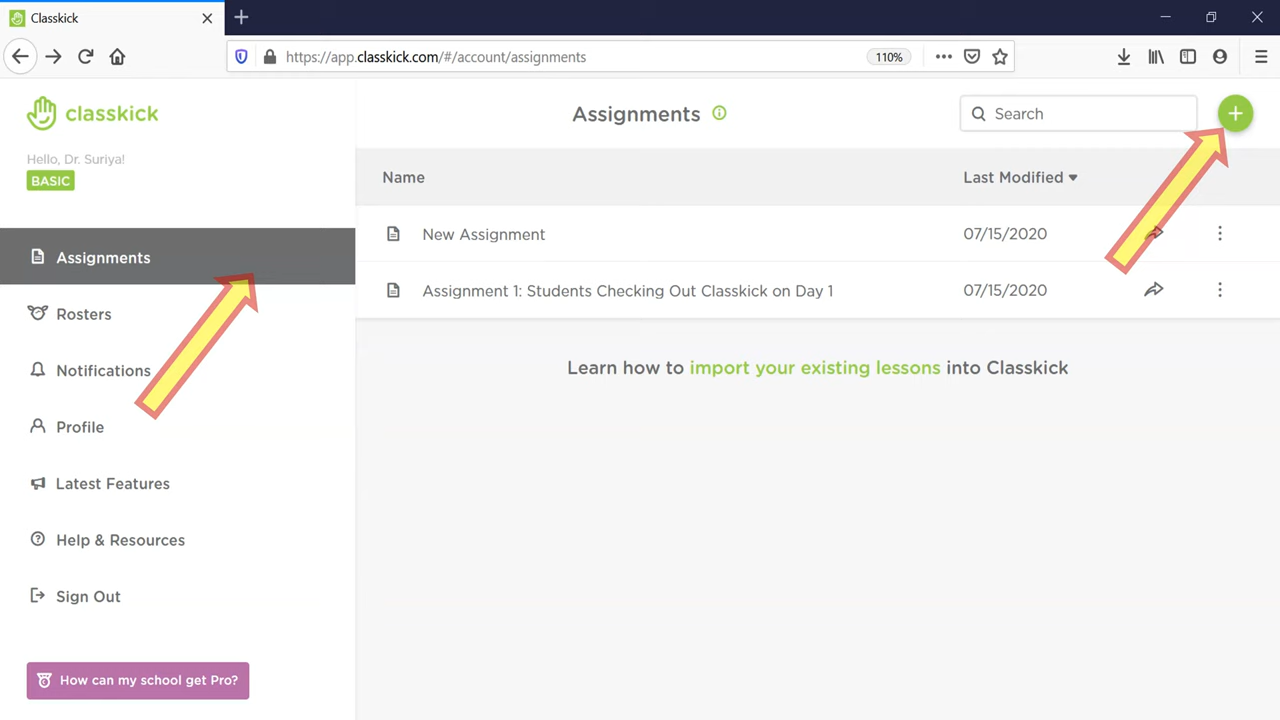 Classkick
https://app.classkick.com/#/account/assignments
110%
classkick
Hello, Dr. Suriya!
BASIC
Assignments
Rosters
Notifications
Profile
Latest Features
Help & Resources
Sign Out
How can my school get Pro?
Assignments
Search
Name Last Modified
New Assignment 07/15/2020
Assignment 1: Students Checking Out Classkick on Day 1 07/15/2020
Learn how to import your existing lessons into Classkick